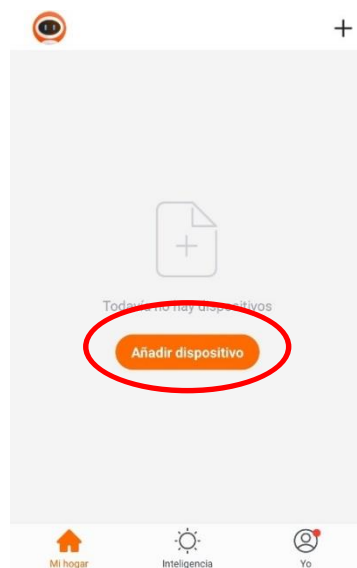 Todavía no hay dispositivos
Añadir dispositivo
Mi hogar
Inteligencia
Yo